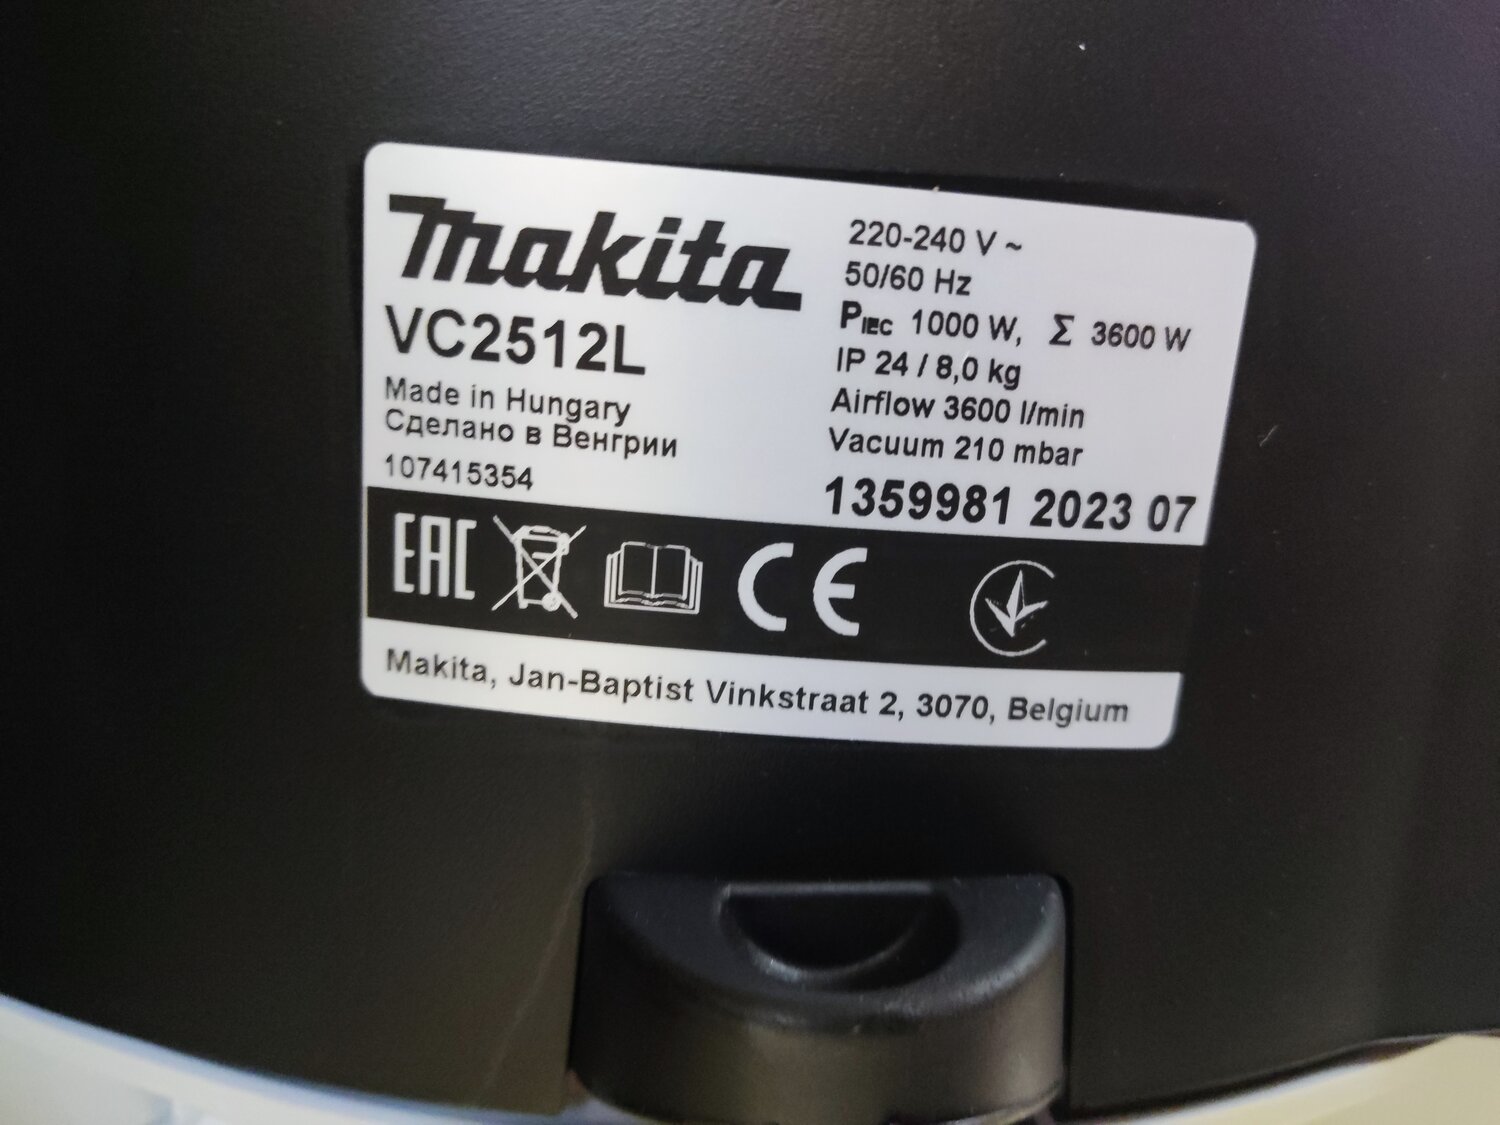 makita
VC2512L
Made in Hungary
Сделано в Венгрии
107415354
220-240 V ~
50/60 Hz
PIEC 1000 W, Σ 3600 W
IP 24 / 8,0 kg
Airflow 3600 l/min
Vacuum 210 mbar
1359981 2023 07
EAC
CE
Makita, Jan-Baptist Vinkstraat 2, 3070, Belgium